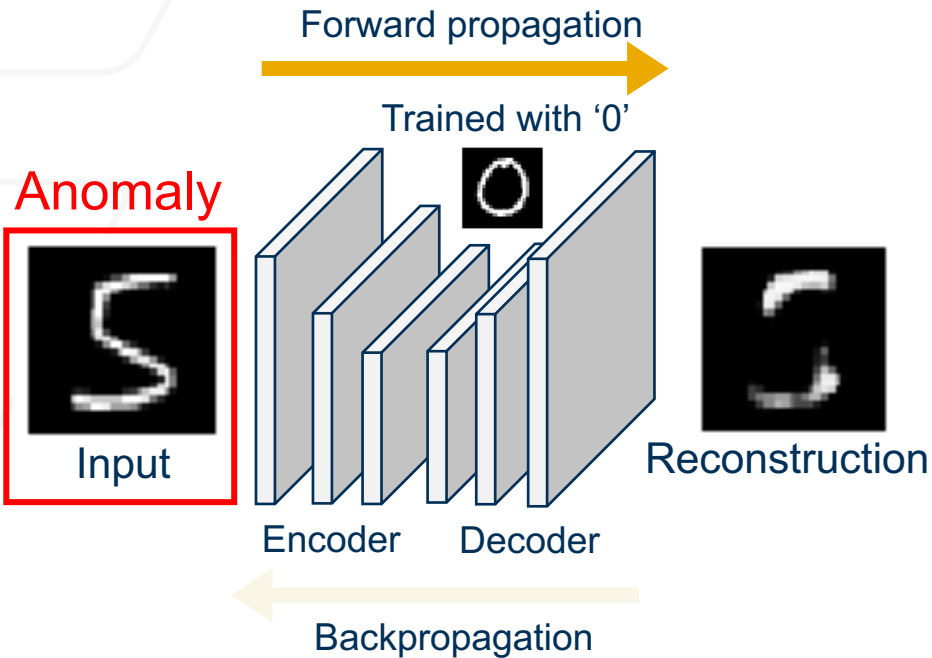 Forward propagation
Trained with ‘0’
Anomaly
Input
Reconstruction
Encoder
Decoder
Backpropagation